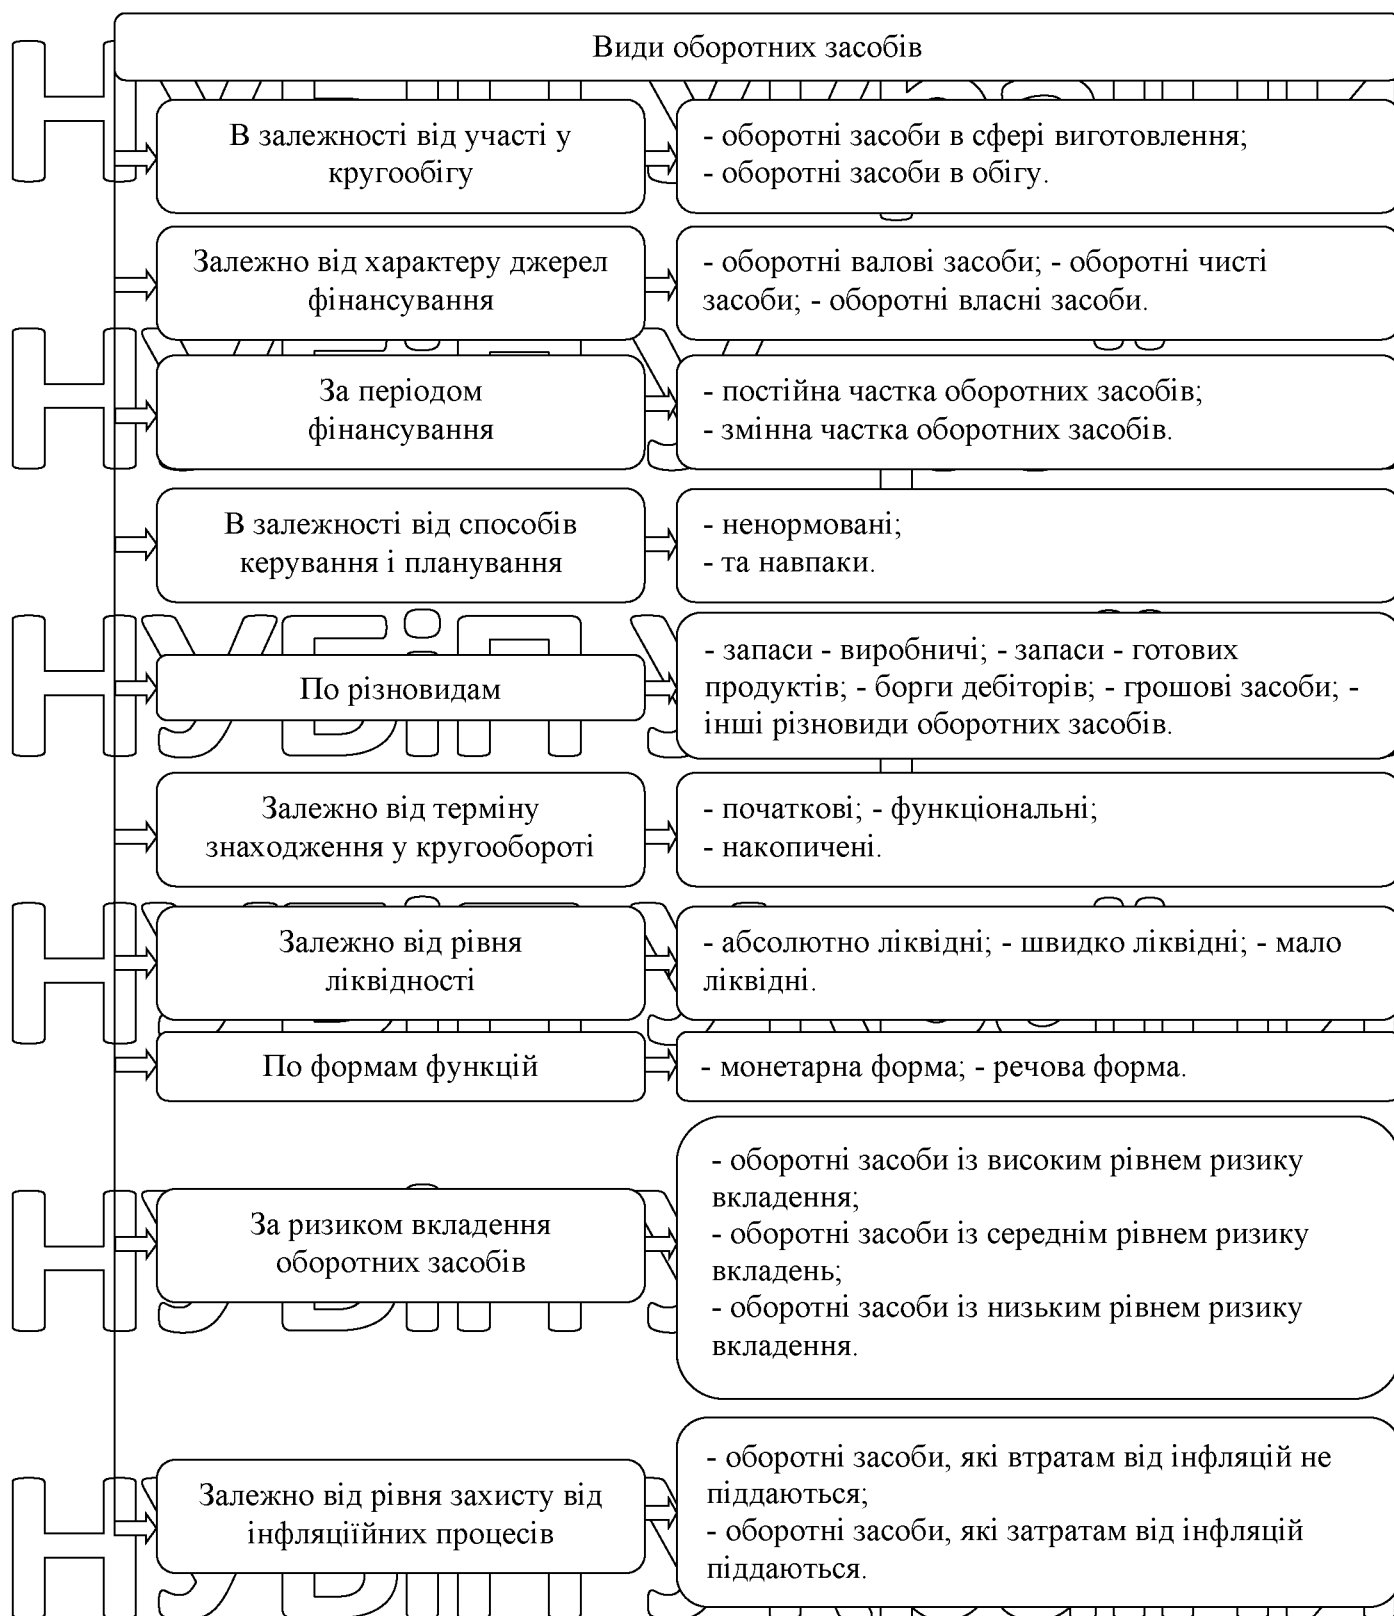 Види оборотних засобів
В залежності від участі у
кругообігу
- оборотні засоби в сфері виготовлення;
- оборотні засоби в обігу.
Залежно від характеру джерел
фінансування
- оборотні валові засоби; - оборотні чисті
засоби; - оборотні власні засоби.
За періодом
фінансування
- постійна частка оборотних засобів;
- змінна частка оборотних засобів.
В залежності від способів
керування і планування
- ненормовані;
- та навпаки.
По різновидам
- запаси - виробничі; - запаси - готових
продуктів; - борги дебіторів; - грошові засоби; -
інші різновиди оборотних засобів.
Залежно від терміну
знаходження у кругообороті
- початкові; - функціональні;
- накопичені.
Залежно від рівня
ліквідності
- абсолютно ліквідні; - швидко ліквідні; - мало
ліквідні.
По формам функцій
- монетарна форма; - речова форма.
За ризиком вкладення
оборотних засобів
- оборотні засоби із високим рівнем ризику
вкладення;
- оборотні засоби із середнім рівнем ризику
вкладень;
- оборотні засоби із низьким рівнем ризику
вкладення.
Залежно від рівня захисту від
інфляціїйних процесів
- оборотні засоби, які втратам від інфляцій не
піддаються;
- оборотні засоби, які затратам від інфляцій
піддаються.